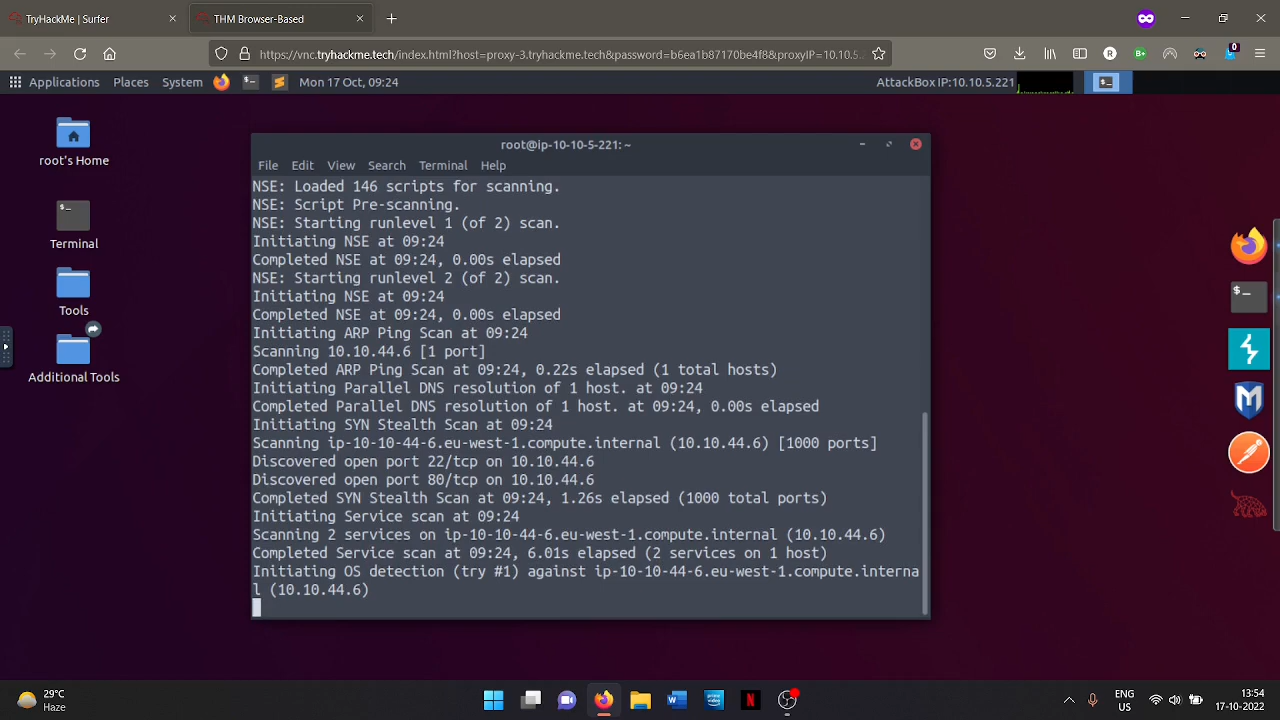 TryHackMe | Surfer
THM Browser-Based
https://vnc.tryhackme.tech/index.html?host=proxy-3.tryhackme.tech&password=b6ea1b87170be4f8&proxyIP=10.10.5.2
R
B+
0
Applications Places System Mon 17 Oct, 09:24 AttackBox IP:10.10.5.221
root@ip-10-10-5-221: ~
File Edit View Search Terminal Help
NSE: Loaded 146 scripts for scanning.
NSE: Script Pre-scanning.
NSE: Starting runlevel 1 (of 2) scan.
Initiating NSE at 09:24
Completed NSE at 09:24, 0.00s elapsed
NSE: Starting runlevel 2 (of 2) scan.
Initiating NSE at 09:24
Completed NSE at 09:24, 0.00s elapsed
Initiating ARP Ping Scan at 09:24
Scanning 10.10.44.6 [1 port]
Completed ARP Ping Scan at 09:24, 0.22s elapsed (1 total hosts)
Initiating Parallel DNS resolution of 1 host. at 09:24
Completed Parallel DNS resolution of 1 host. at 09:24, 0.00s elapsed
Initiating SYN Stealth Scan at 09:24
Scanning ip-10-10-44-6.eu-west-1.compute.internal (10.10.44.6) [1000 ports]
Discovered open port 22/tcp on 10.10.44.6
Discovered open port 80/tcp on 10.10.44.6
Completed SYN Stealth Scan at 09:24, 1.26s elapsed (1000 total ports)
Initiating Service scan at 09:24
Scanning 2 services on ip-10-10-44-6.eu-west-1.compute.internal (10.10.44.6)
Completed Service scan at 09:24, 6.01s elapsed (2 services on 1 host)
Initiating OS detection (try #1) against ip-10-10-44-6.eu-west-1.compute.interna
l (10.10.44.6)
root's Home
Terminal
Tools
Additional Tools
29°C
Haze
ENG
US
13:54
17-10-2022